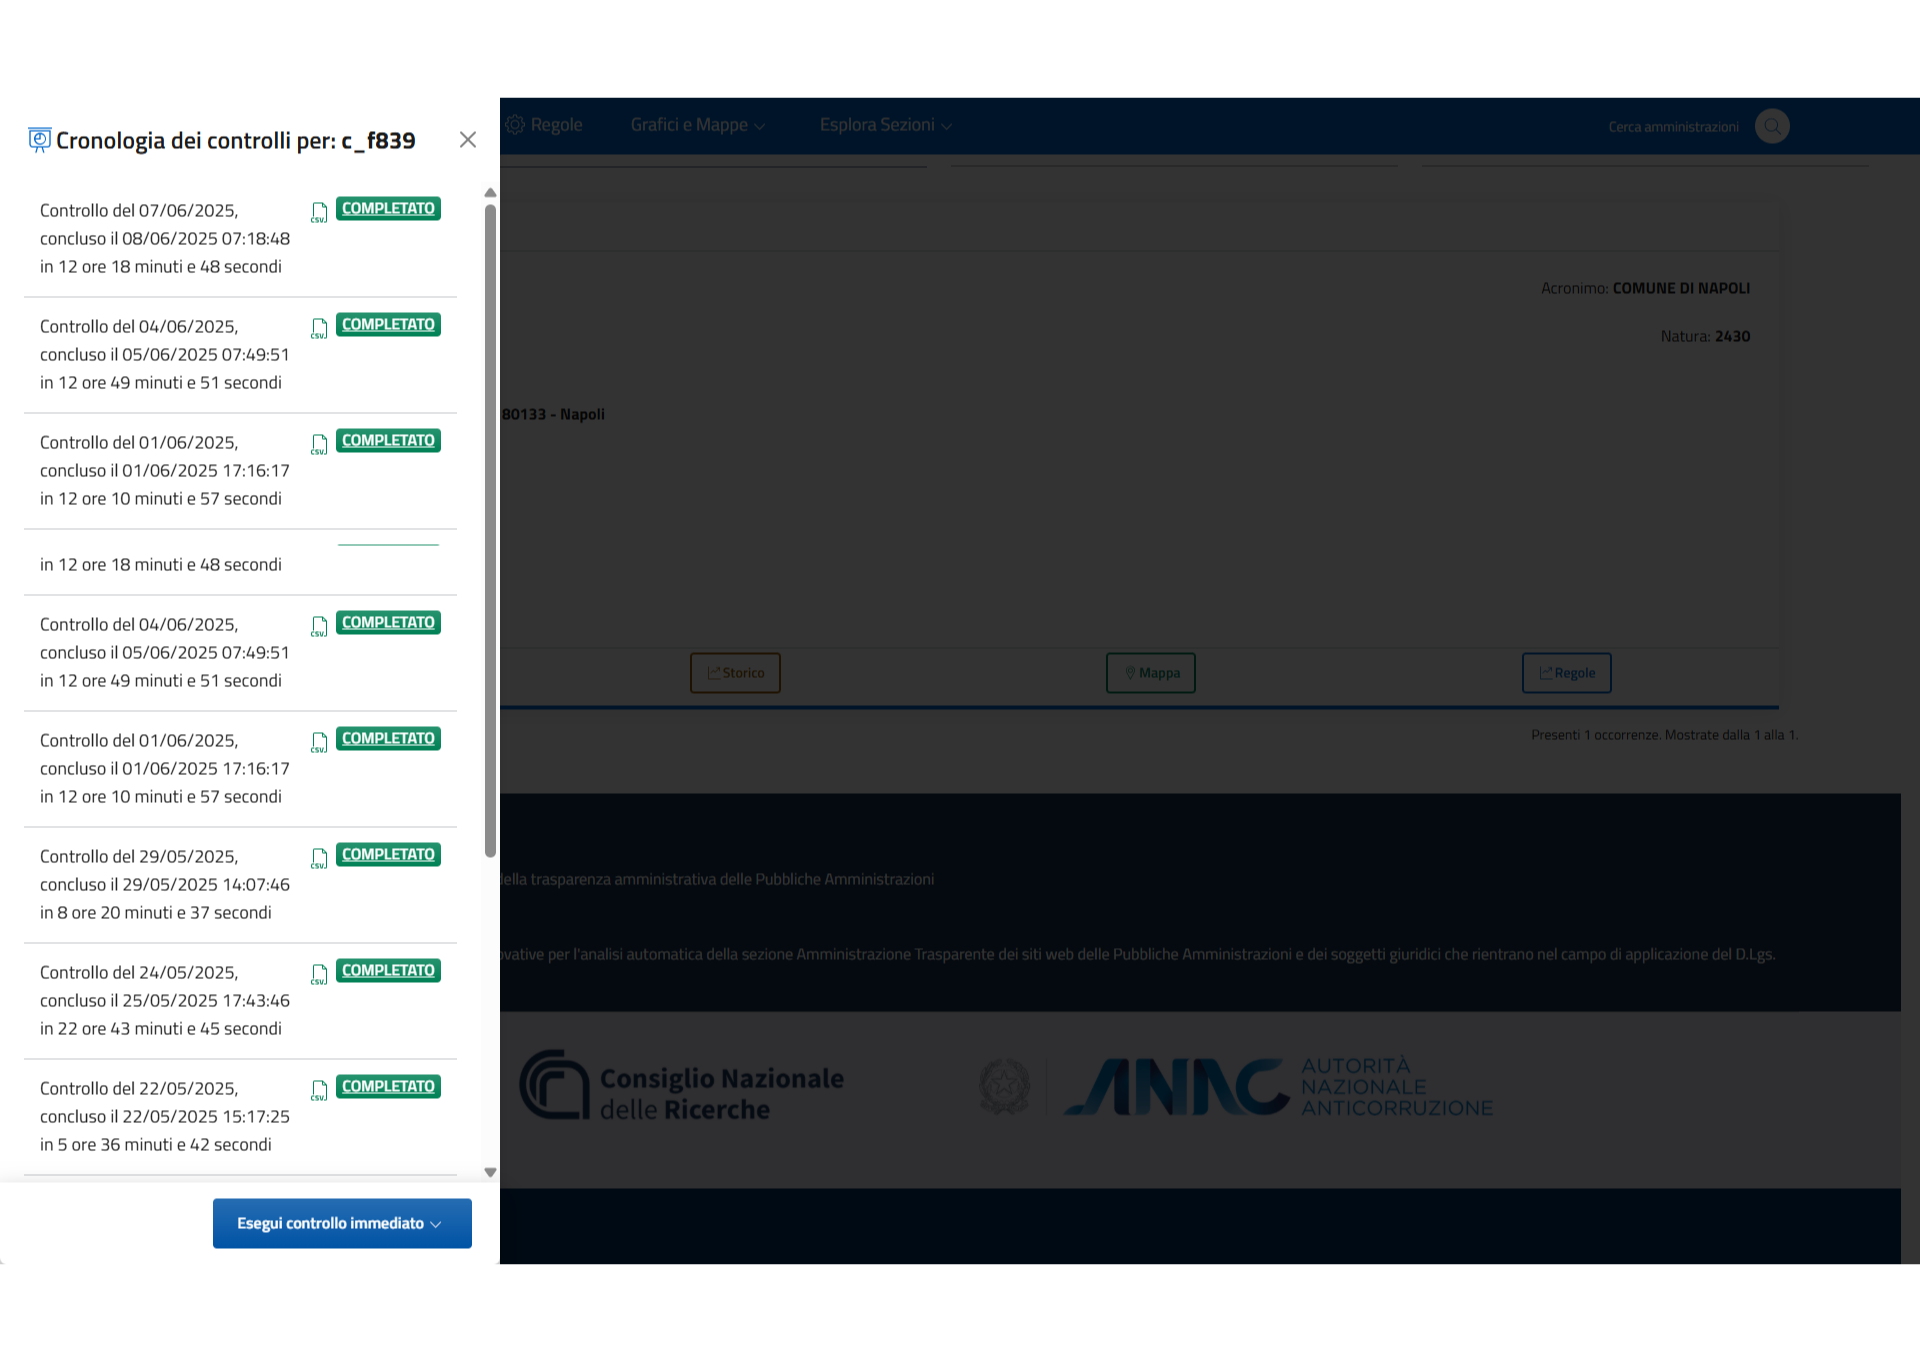 Cronologia dei controlli per: c_f839
Controllo del 07/06/2025,
concluso il 08/06/2025 07:18:48
in 12 ore 18 minuti e 48 secondi
CSV
COMPLETATO
Controllo del 04/06/2025,
concluso il 05/06/2025 07:49:51
in 12 ore 49 minuti e 51 secondi
CSV
COMPLETATO
Controllo del 01/06/2025,
concluso il 01/06/2025 17:16:17
in 12 ore 10 minuti e 57 secondi
CSV
COMPLETATO
in 12 ore 18 minuti e 48 secondi
Controllo del 04/06/2025,
concluso il 05/06/2025 07:49:51
in 12 ore 49 minuti e 51 secondi
CSV
COMPLETATO
Controllo del 01/06/2025,
concluso il 01/06/2025 17:16:17
in 12 ore 10 minuti e 57 secondi
CSV
COMPLETATO
Controllo del 29/05/2025,
concluso il 29/05/2025 14:07:46
in 8 ore 20 minuti e 37 secondi
CSV
COMPLETATO
Controllo del 24/05/2025,
concluso il 25/05/2025 17:43:46
in 22 ore 43 minuti e 45 secondi
CSV
COMPLETATO
Controllo del 22/05/2025,
concluso il 22/05/2025 15:17:25
in 5 ore 36 minuti e 42 secondi
CSV
COMPLETATO
Esegui controllo immediato
Regole
Grafici e Mappe
Esplora Sezioni
Cerca amministrazioni
Acronimo: COMUNE DI NAPOLI
Natura: 2430
80133 - Napoli
Storico
Mappa
Regole
Presenti 1 occorrenze. Mostrate dalla 1 alla 1.
della trasparenza amministrativa delle Pubbliche Amministrazioni
ovative per l'analisi automatica della sezione Amministrazione Trasparente dei siti web delle Pubbliche Amministrazioni e dei soggetti giuridici che rientrano nel campo di applicazione del D.Lgs.
Consiglio Nazionale
delle Ricerche
ANAC
AUTORITÀ
NAZIONALE
ANTICORRUZIONE